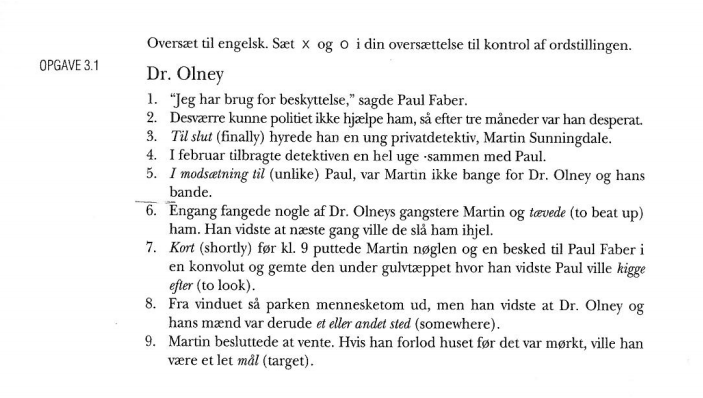 Oversæt til engelsk. Sæt × og o i din oversættelse til kontrol af ordstillingen.
OPGAVE 3.1
Dr. Olney
1. “Jeg har brug for beskyttelse,” sagde Paul Faber.
2. Desværre kunne politiet ikke hjælpe ham, så efter tre måneder var han desperat.
3. Til slut (finally) hyrede han en ung privatdetektiv, Martin Sunningdale.
4. I februar tilbragte detektiven en hel uge sammen med Paul.
5. I modsætning til (unlike) Paul, var Martin ikke bange for Dr. Olney og hans
bande.
6. Engang fangede nogle af Dr. Olneys gangstere Martin og tævede (to beat up)
ham. Han vidste at næste gang ville de slå ham ihjel.
7. Kort (shortly) før kl. 9 puttede Martin nøglen og en besked til Paul Faber i
en konvolut og gemte den under gulvtæppet hvor han vidste Paul ville kigge
efter (to look).
8. Fra vinduet så parken mennesketom ud, men han vidste at Dr. Olney og
hans mænd var derude et eller andet sted (somewhere).
9. Martin besluttede at vente. Hvis han forlod huset før det var mørkt, ville han
være et let mål (target).